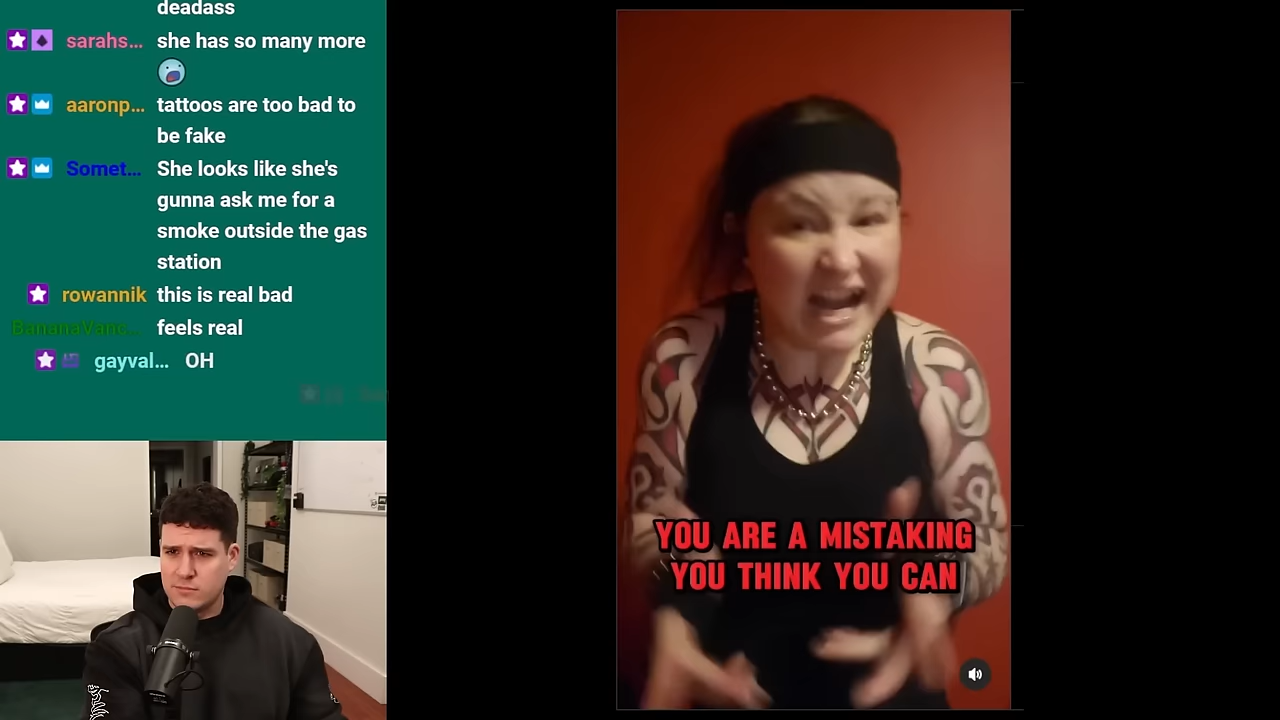 deadass
sarahs... she has so many more
aaronp... tattoos are too bad to
be fake
Somet... She looks like she's
gunna ask me for a
smoke outside the gas
station
rowannik this is real bad
BananaVanc... feels real
gayval... OH
YOU ARE A MISTAKING
YOU THINK YOU CAN